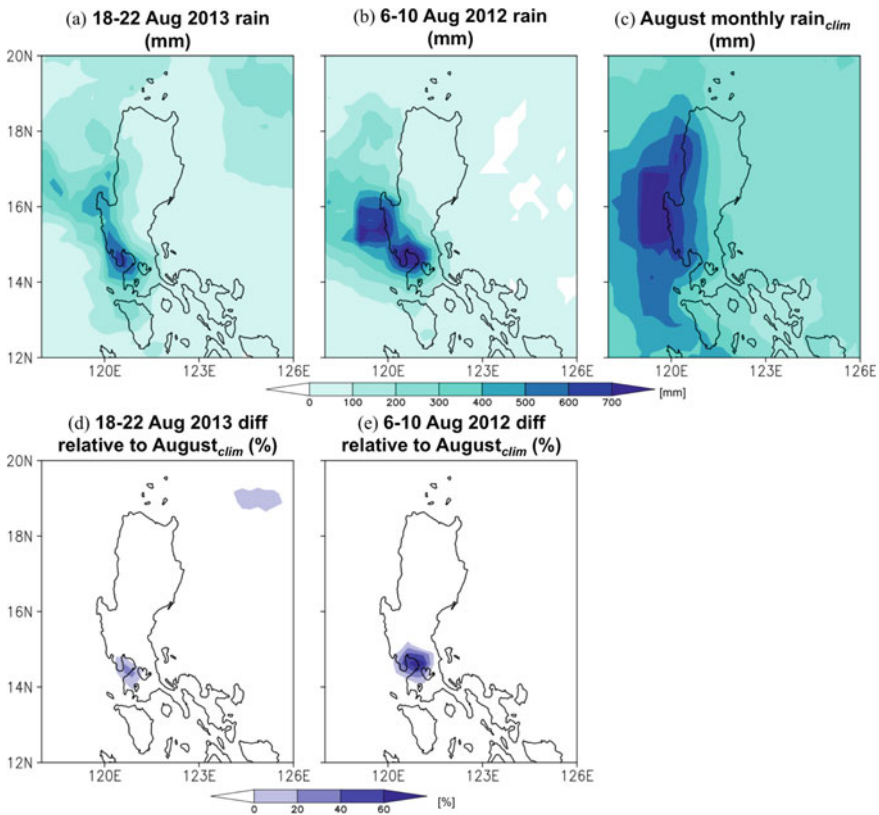 (a) 18-22 Aug 2013 rain
(mm)
(b) 6-10 Aug 2012 rain
(mm)
(c) August monthly rainclim
(mm)
20N
18N
16N
14N
12N
120E 123E 126E
120E 123E 126E
120E 123E 126E
0 100 200 300 400 500 600 700 [mm]
(d) 18-22 Aug 2013 diff
relative to Augustclim (%)
(e) 6-10 Aug 2012 diff
relative to Augustclim (%)
20N
18N
16N
14N
12N
120E 123E 126E
120E 123E 126E
0 20 40 60 [%]